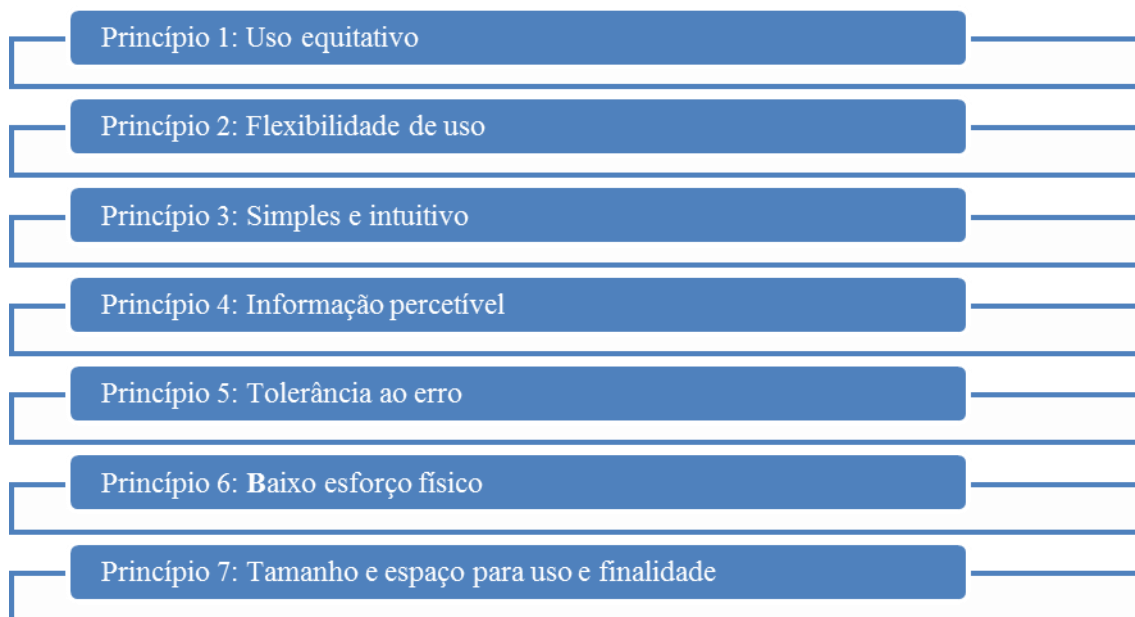 Princípio 1: Uso equitativo
Princípio 2: Flexibilidade de uso
Princípio 3: Simples e intuitivo
Princípio 4: Informação percetível
Princípio 5: Tolerância ao erro
Princípio 6: Baixo esforço físico
Princípio 7: Tamanho e espaço para uso e finalidade